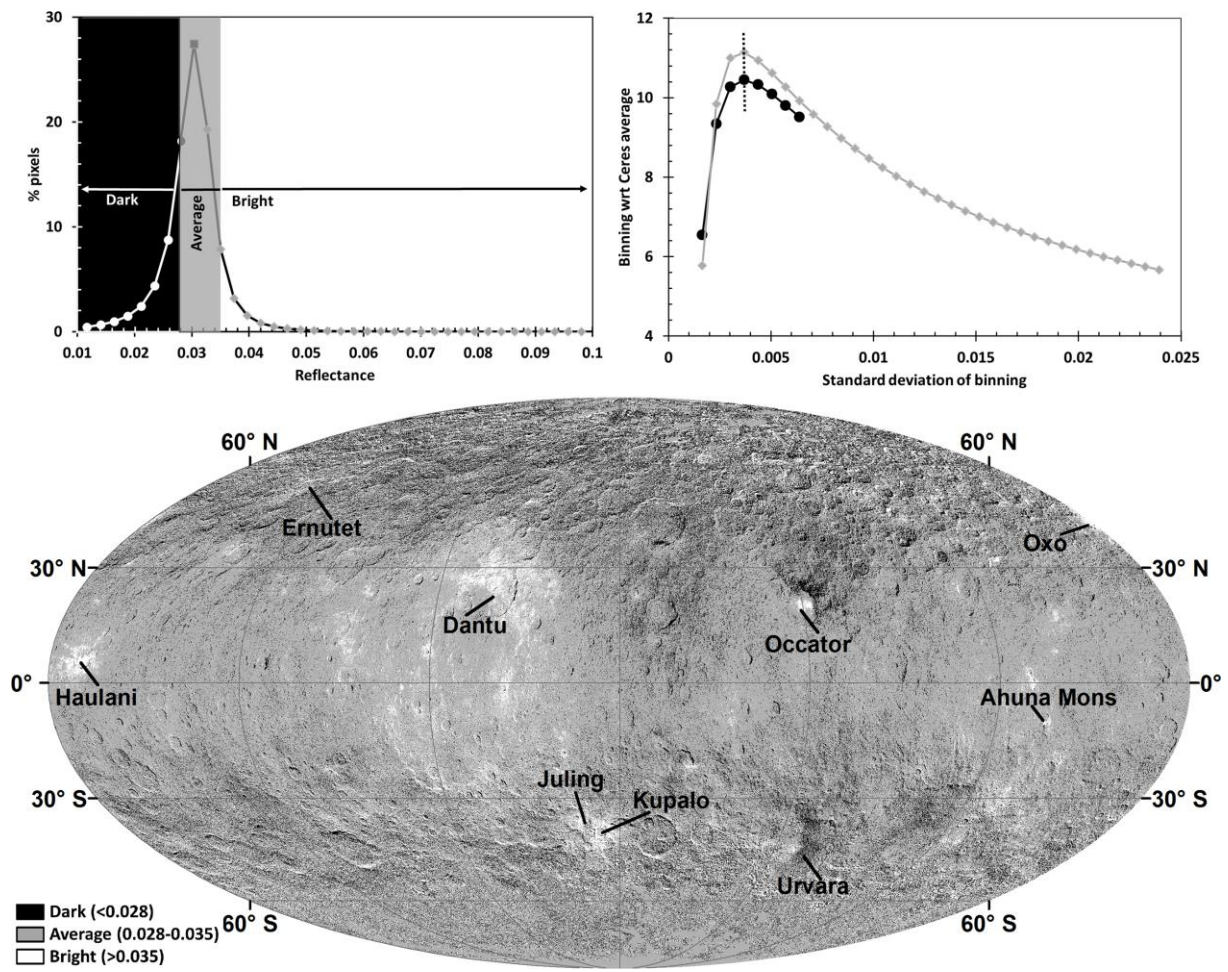 30
20
10
0
% pixels
Dark
Average
Bright
0.01 0.02 0.03 0.04 0.05 0.06 0.07 0.08 0.09 0.1
Reflectance
12
10
8
6
4
Binning wrt Ceres average
0 0.005 0.01 0.015 0.02 0.025
Standard deviation of binning
60° N 60° N
Ernutet
Oxo
30° N 30° N
Dantu
Occator
0° 0°
Haulani
Ahuna Mons
Juling
Kupalo
30° S 30° S
Urvara
60° S 60° S
Dark (<0.028)
Average (0.028-0.035)
Bright (>0.035)